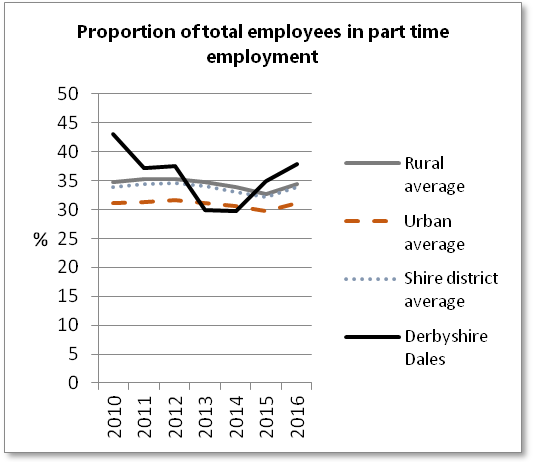 Proportion of total employees in part time
employment
50
45
40
35
30
25
20
15
10
5
0
%
2010
2011
2012
2013
2014
2015
2016
Rural
average
Urban
average
Shire district
average
Derbyshire
Dales